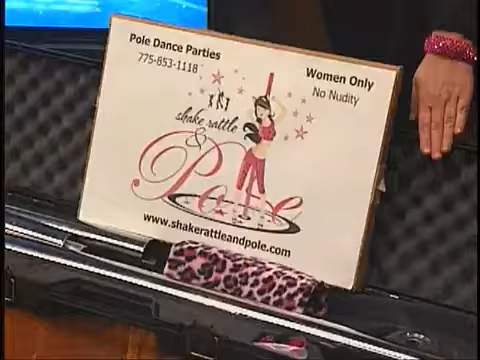 Pole Dance Parties
775-853-1118
Women Only
No Nudity
shake rattle
&
Pole
www.shakerattleandpole.com